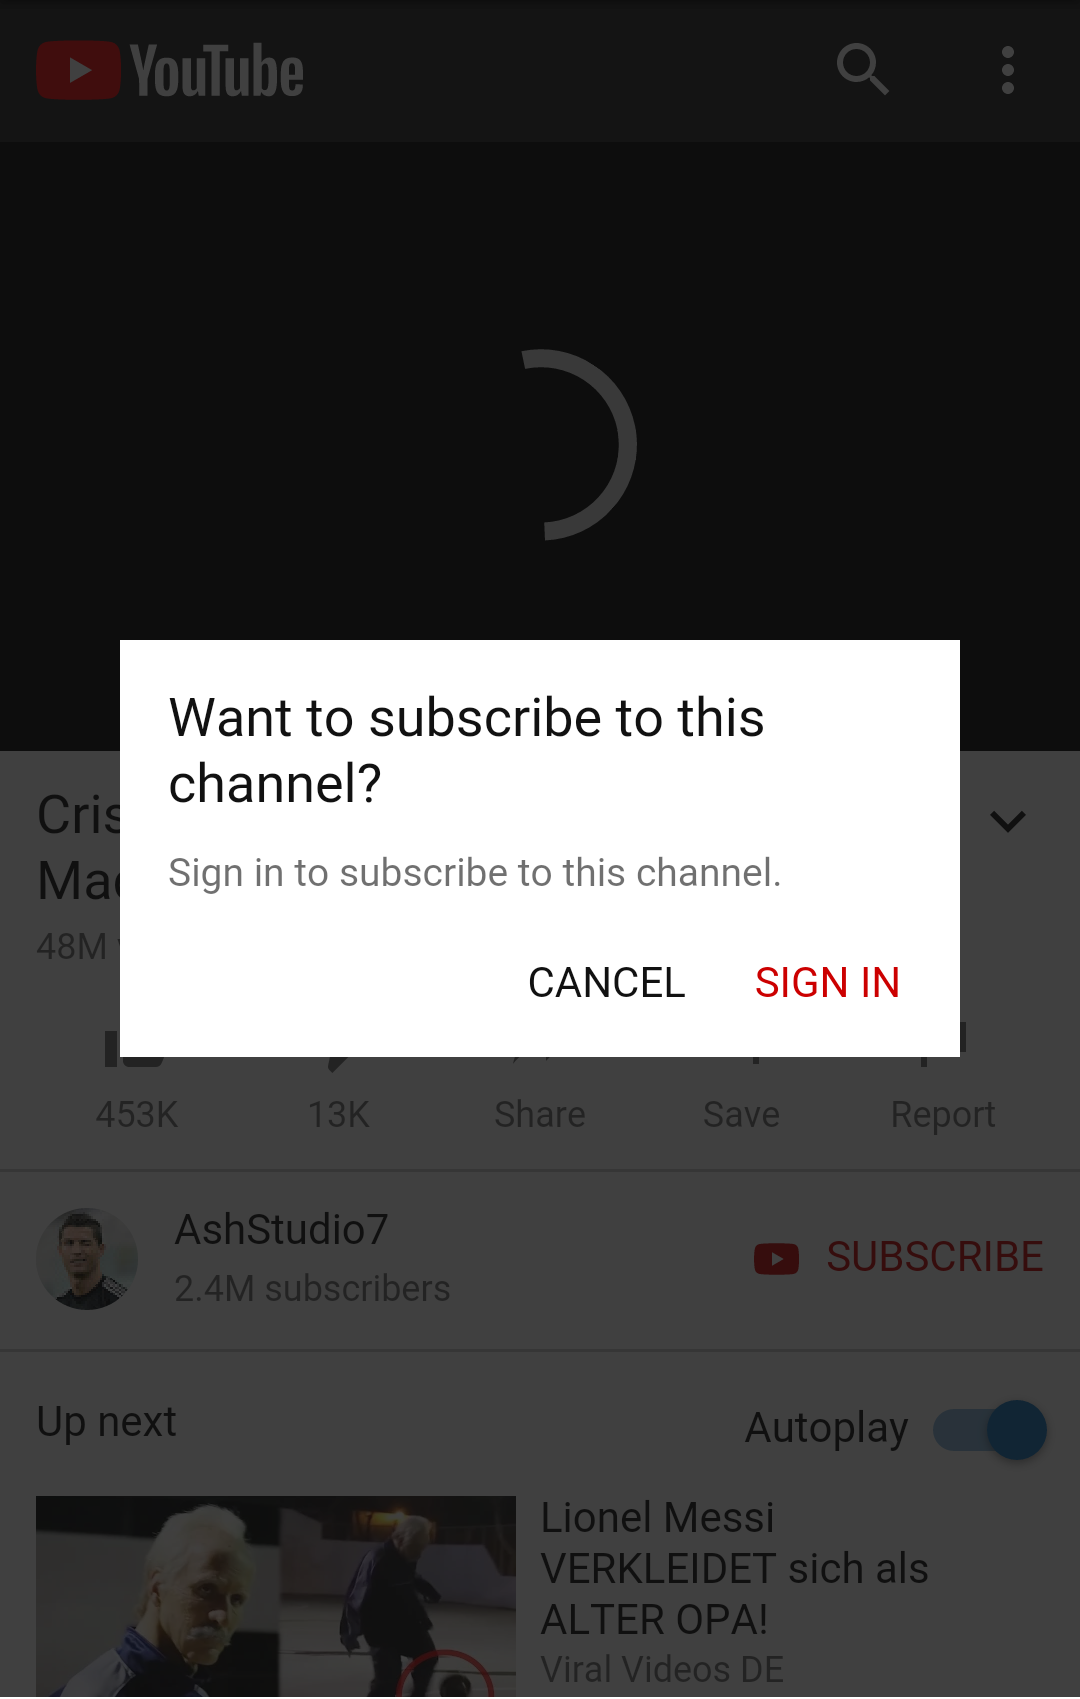 YouTube
Want to subscribe to this
channel?
Sign in to subscribe to this channel.
CANCEL SIGN IN
48M
453K 13K Share Save Report
AshStudio7
2.4M subscribers
SUBSCRIBE
Up next
Autoplay
Lionel Messi
VERKLEIDET sich als
ALTER OPA!
Viral Videos DE